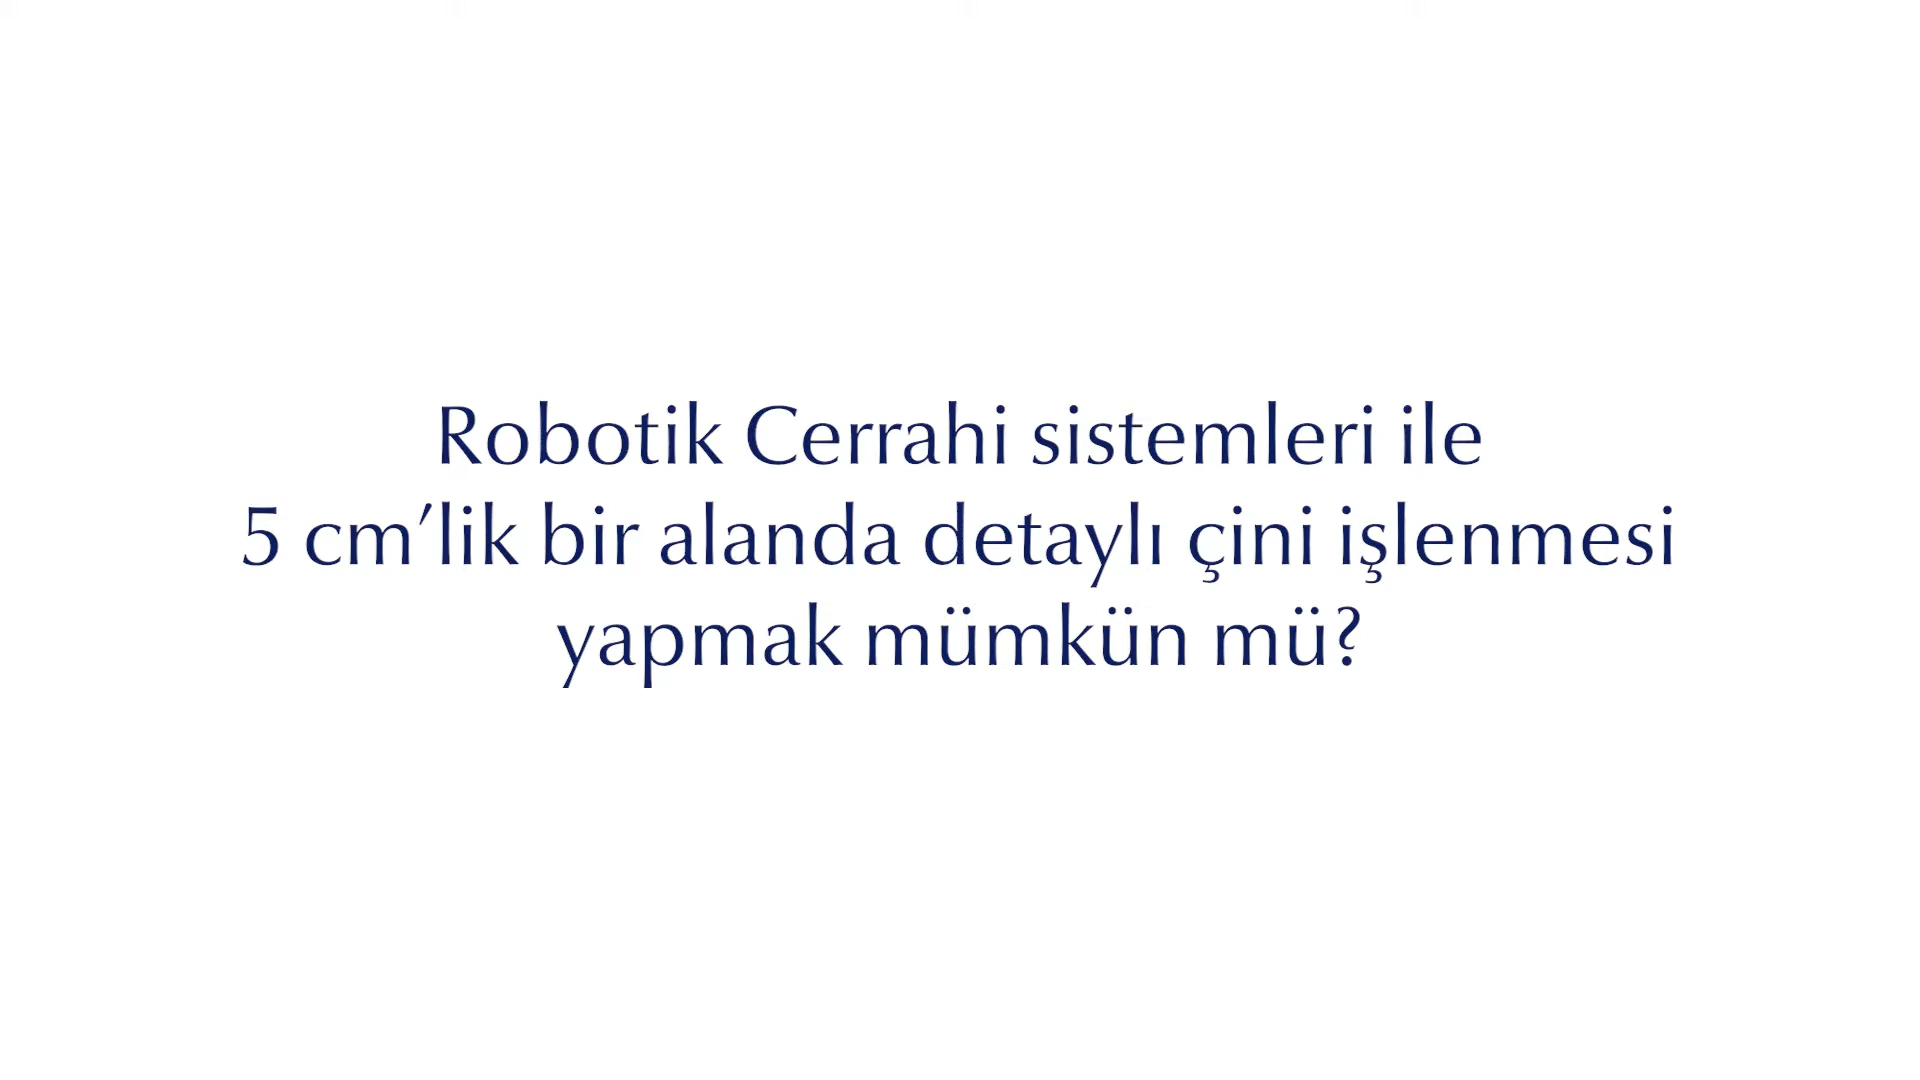 Robotik Cerrahi sistemleri ile
5 cm’lik bir alanda detaylı çini işlenmesi
yapmak mümkün mü?